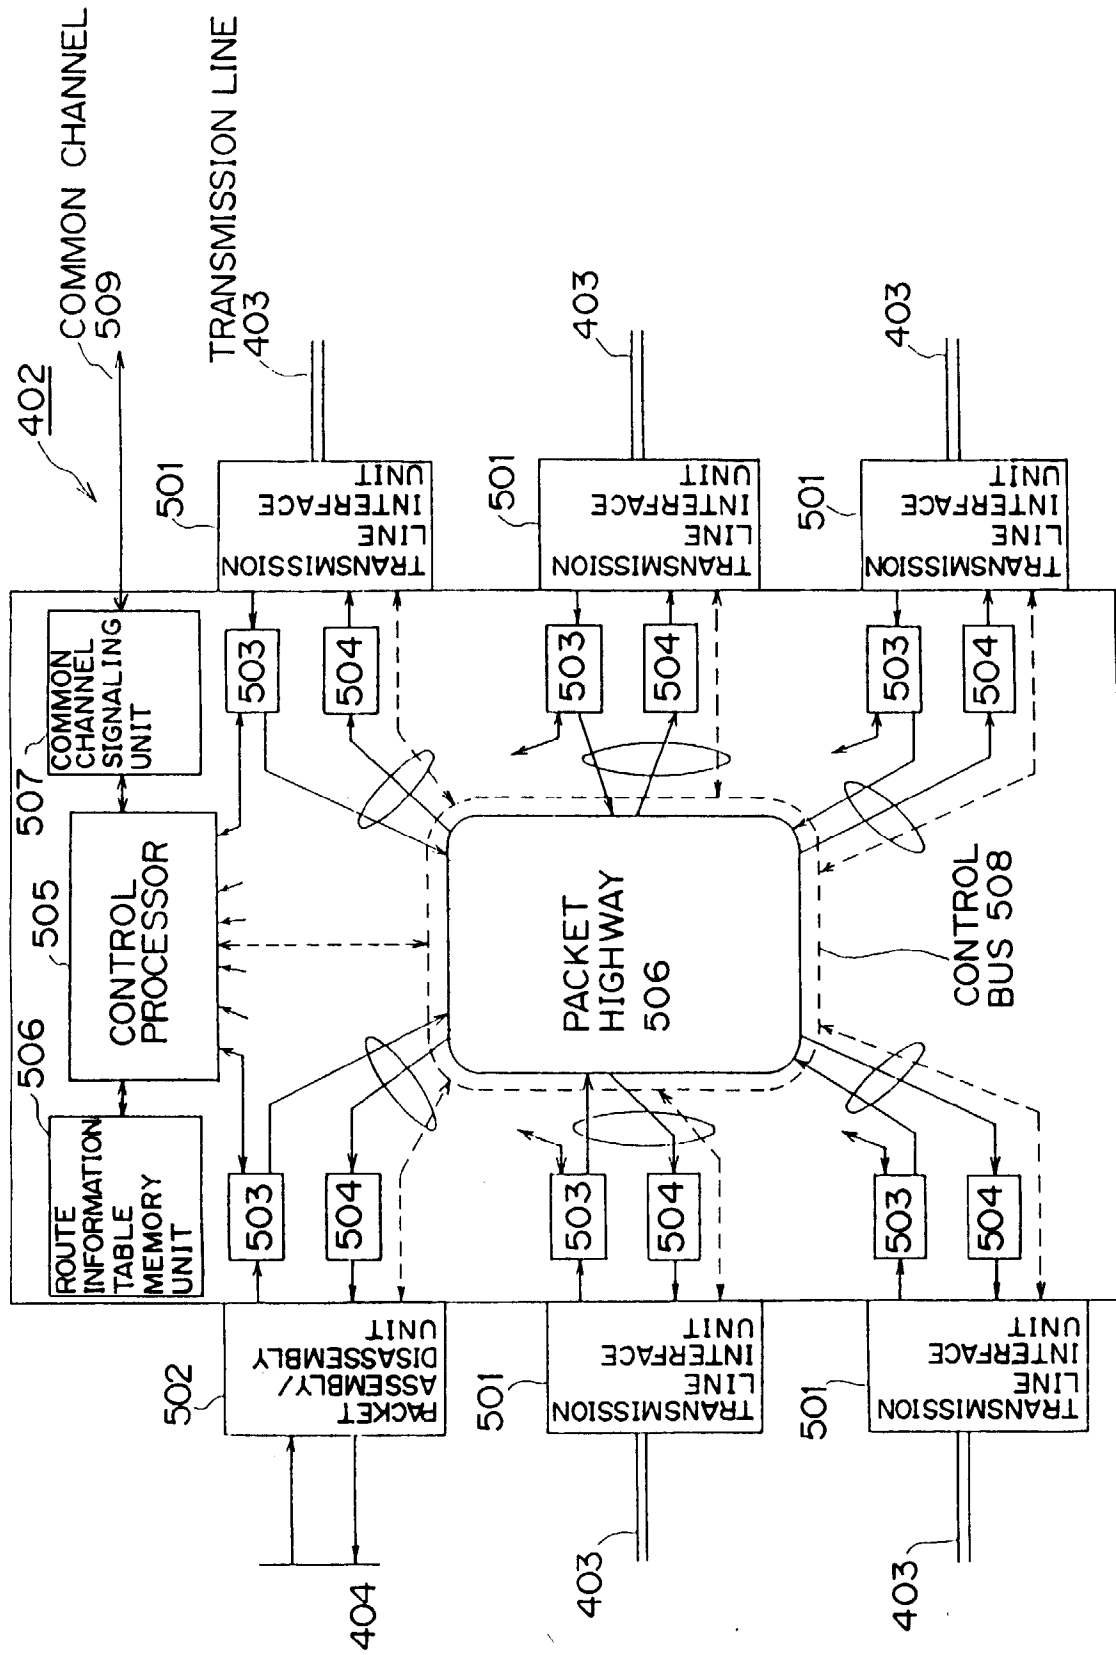 402
COMMON CHANNEL
509
ROUTE
INFORMATION
TABLE
MEMORY
UNIT
506
CONTROL
PROCESSOR
505
COMMON
CHANNEL
SIGNALING
UNIT
507
TRANSMISSION LINE
403
404
502
PACKET
ASSEMBLY/
DISASSEMBLY
UNIT
503
504
503
504
TRANSMISSION
LINE
INTERFACE
UNIT
501
403
501
TRANSMISSION
LINE
INTERFACE
UNIT
503
504
PACKET
HIGHWAY
506
503
504
TRANSMISSION
LINE
INTERFACE
UNIT
501
403
403
501
TRANSMISSION
LINE
INTERFACE
UNIT
503
504
CONTROL
BUS 508
503
504
TRANSMISSION
LINE
INTERFACE
UNIT
501
403